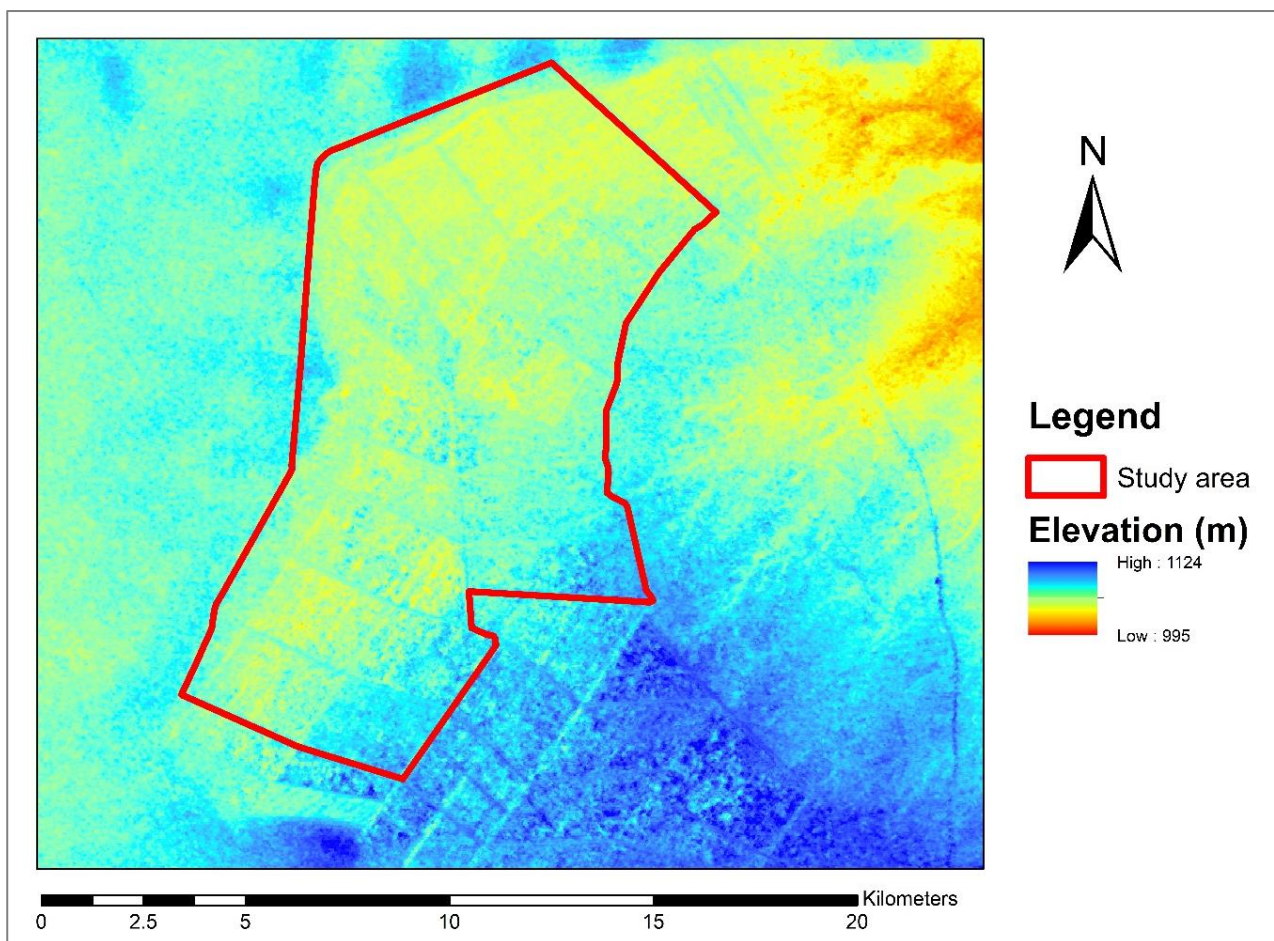 N
Legend
Study area
Elevation (m)
High : 1124
Low : 995
Kilometers
0 2.5 5 10 15 20